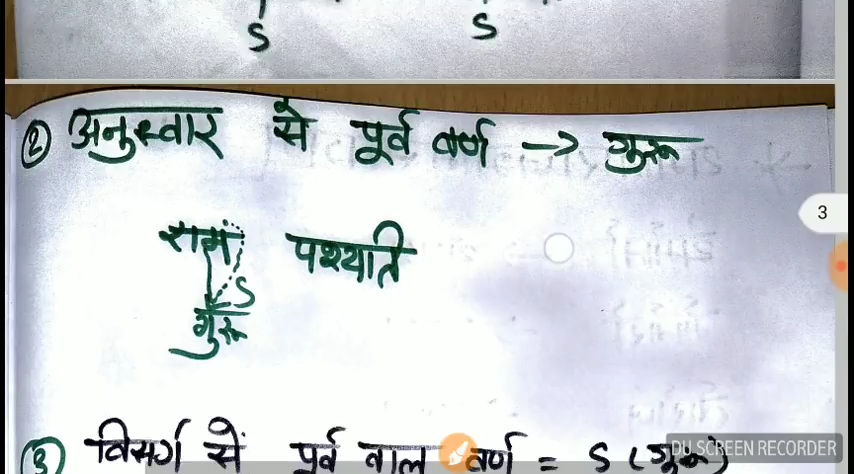 S S
② अनुस्वार से पूर्व वर्ण → गुरू
3
रामं पश्यति
S
गुरू
③ विसर्ग से पूर्व वाले वर्ण = S (गुरू)
DU SCREEN RECORDER